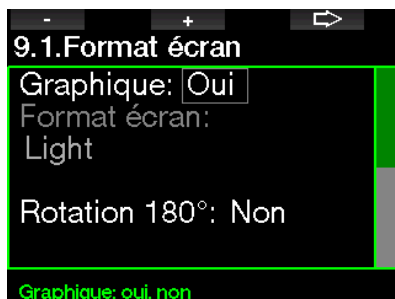 - + ⇨
9.1.Format écran
Graphique: Oui
Format écran:
Light
Rotation 180°: Non
Graphique: oui, non